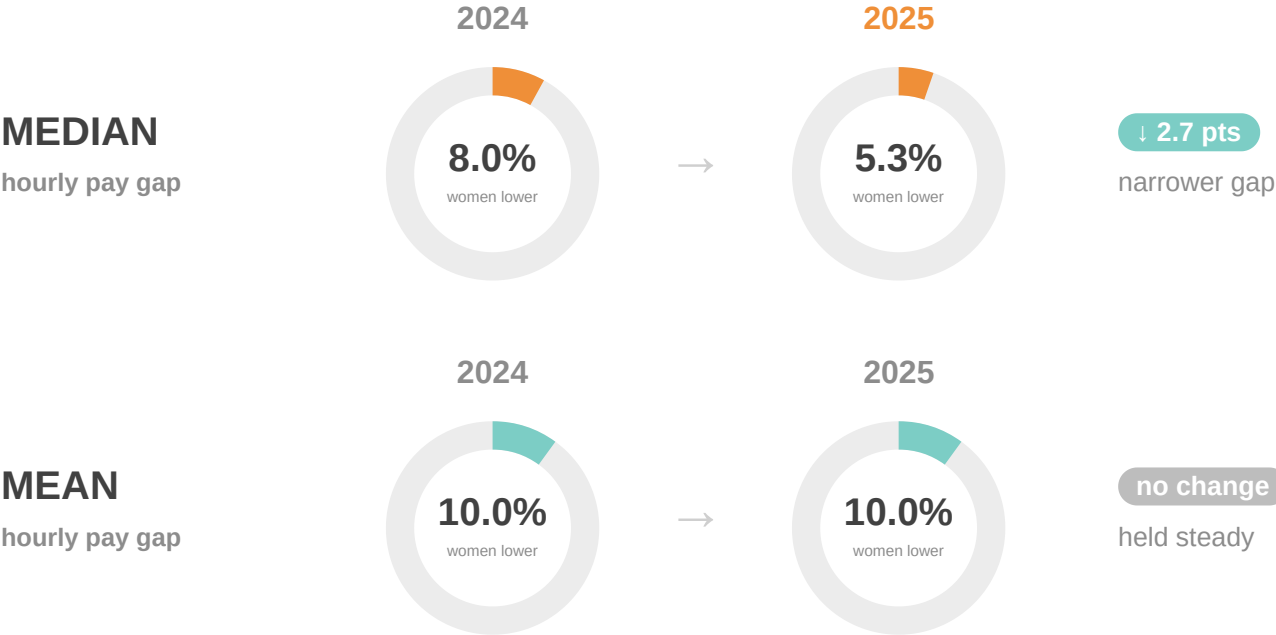 2024
2025
MEDIAN
hourly pay gap
8.0%
women lower
→
5.3%
women lower
↓ 2.7 pts
narrower gap
2024
2025
MEAN
hourly pay gap
10.0%
women lower
→
10.0%
women lower
no change
held steady